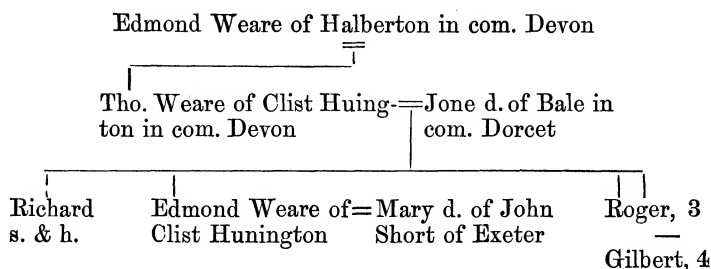 Edmond Weare of Halberton in com. Devon
Tho. Weare of Clist Huing-
ton in com. Devon
Jone d. of Bale in
com. Dorcet
Richard
s. & h.
Edmond Weare of
Clist Hunington
Mary d. of John
Short of Exeter
Roger, 3
Gilbert, 4